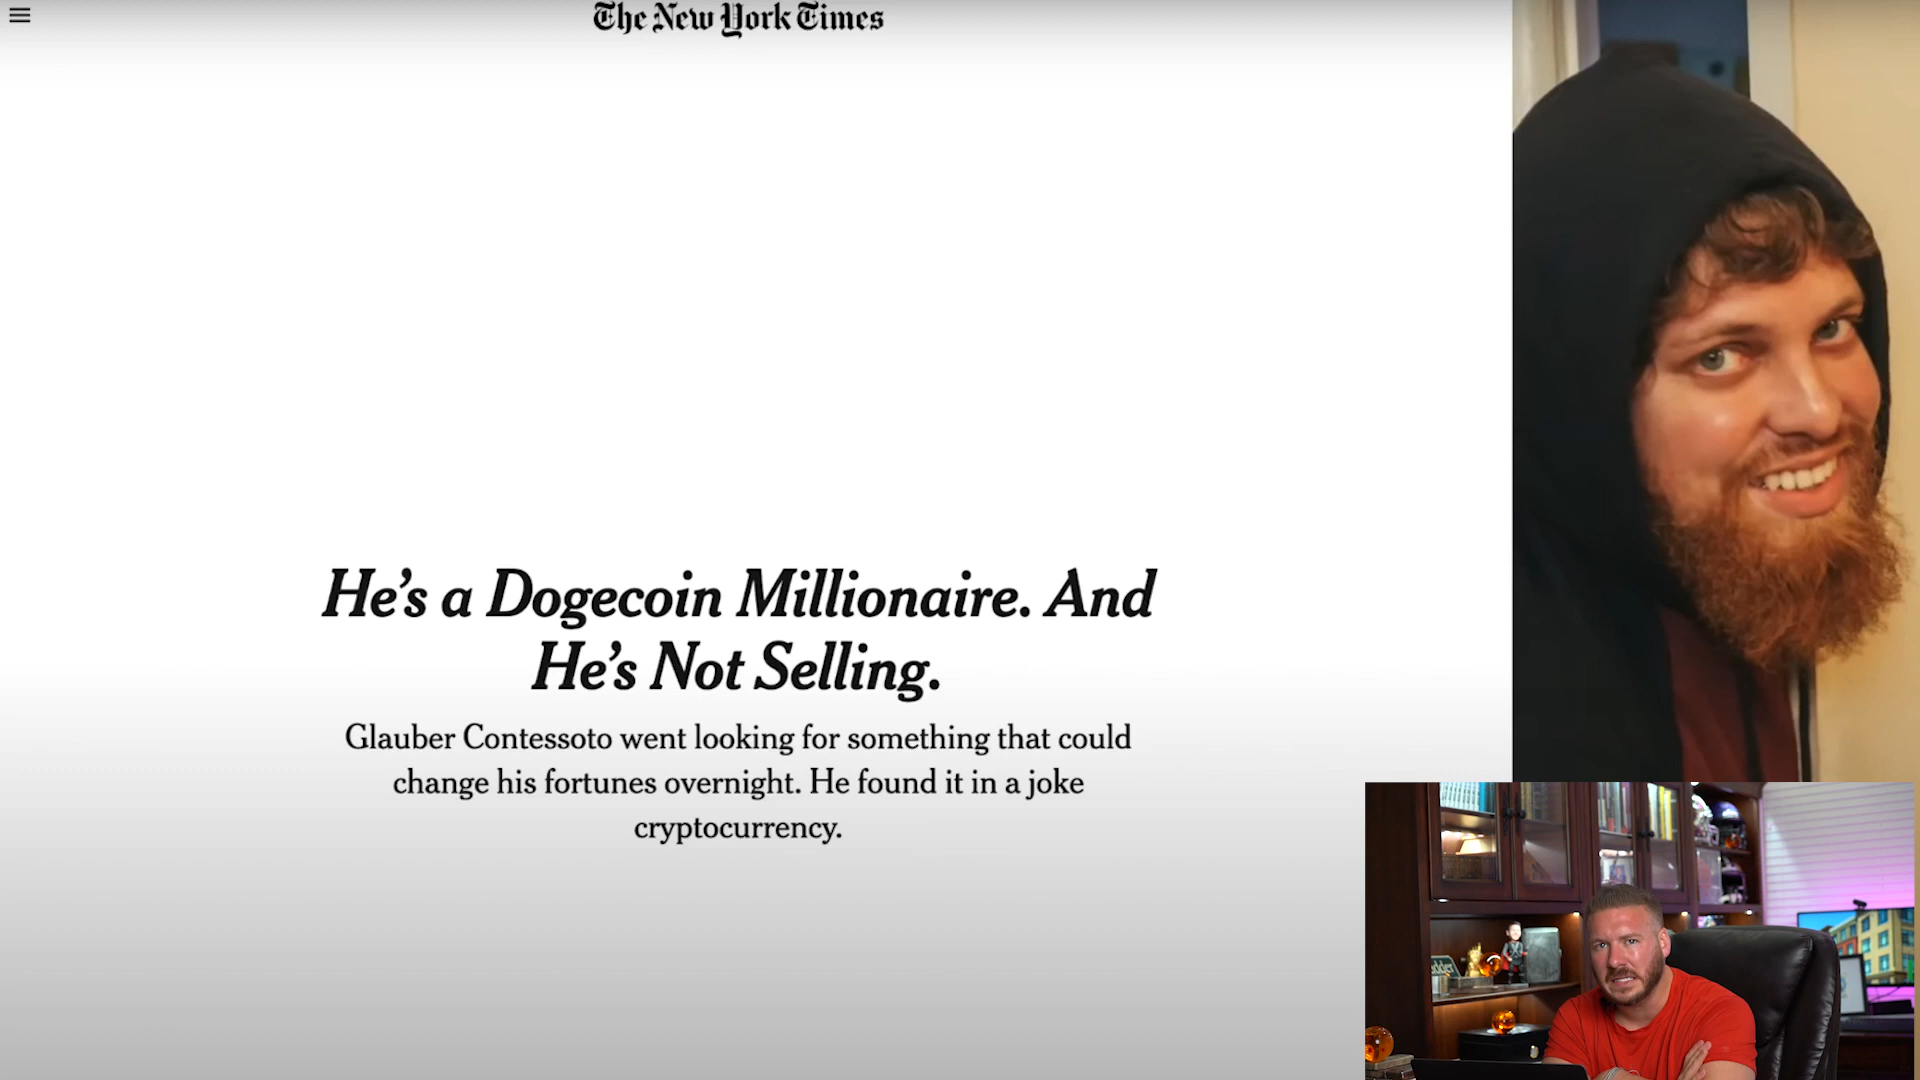 The New York Times
He's a Dogecoin Millionaire. And
He's Not Selling.
Glauber Contessoto went looking for something that could
change his fortunes overnight. He found it in a joke
cryptocurrency.